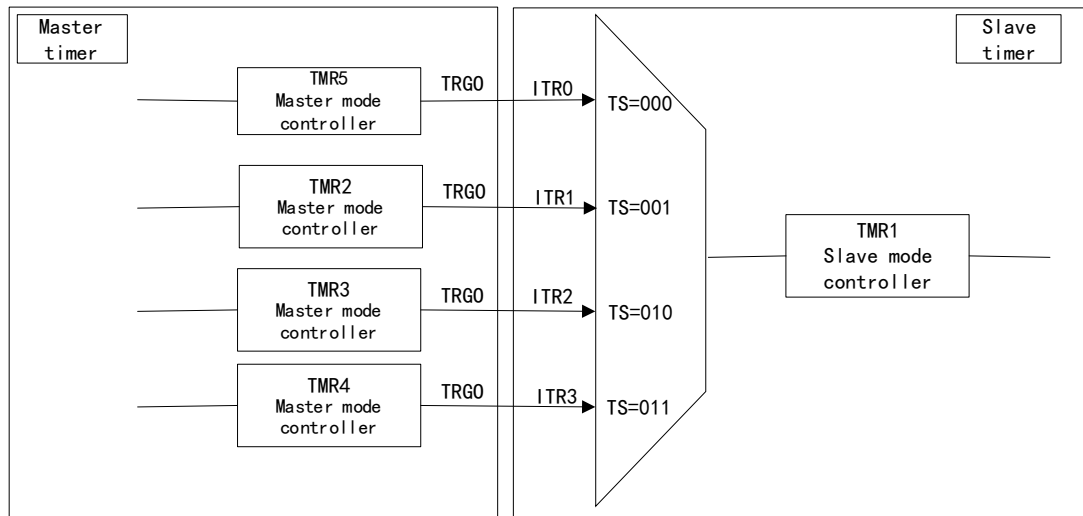 Master
timer
Slave
timer
TMR5
Master mode
controller
TRGO
ITR0
TS=000
TMR2
Master mode
controller
TRGO
ITR1
TS=001
TMR1
Slave mode
controller
TMR3
Master mode
controller
TRGO
ITR2
TS=010
TMR4
Master mode
controller
TRGO
ITR3
TS=011